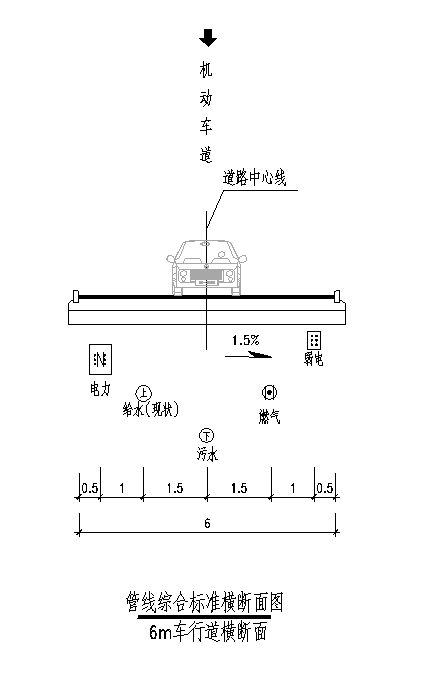 机
动
车
道
道路中心线
1.5%
弱电
电力
上
给水(现状)
燃气
下
污水
0.5 1 1.5 1.5 1 0.5
6
管线综合标准横断面图
6m车行道横断面